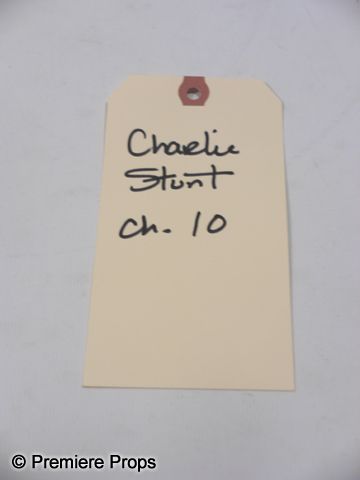 Charlie
Stunt
Ch. 10
© Premiere Props